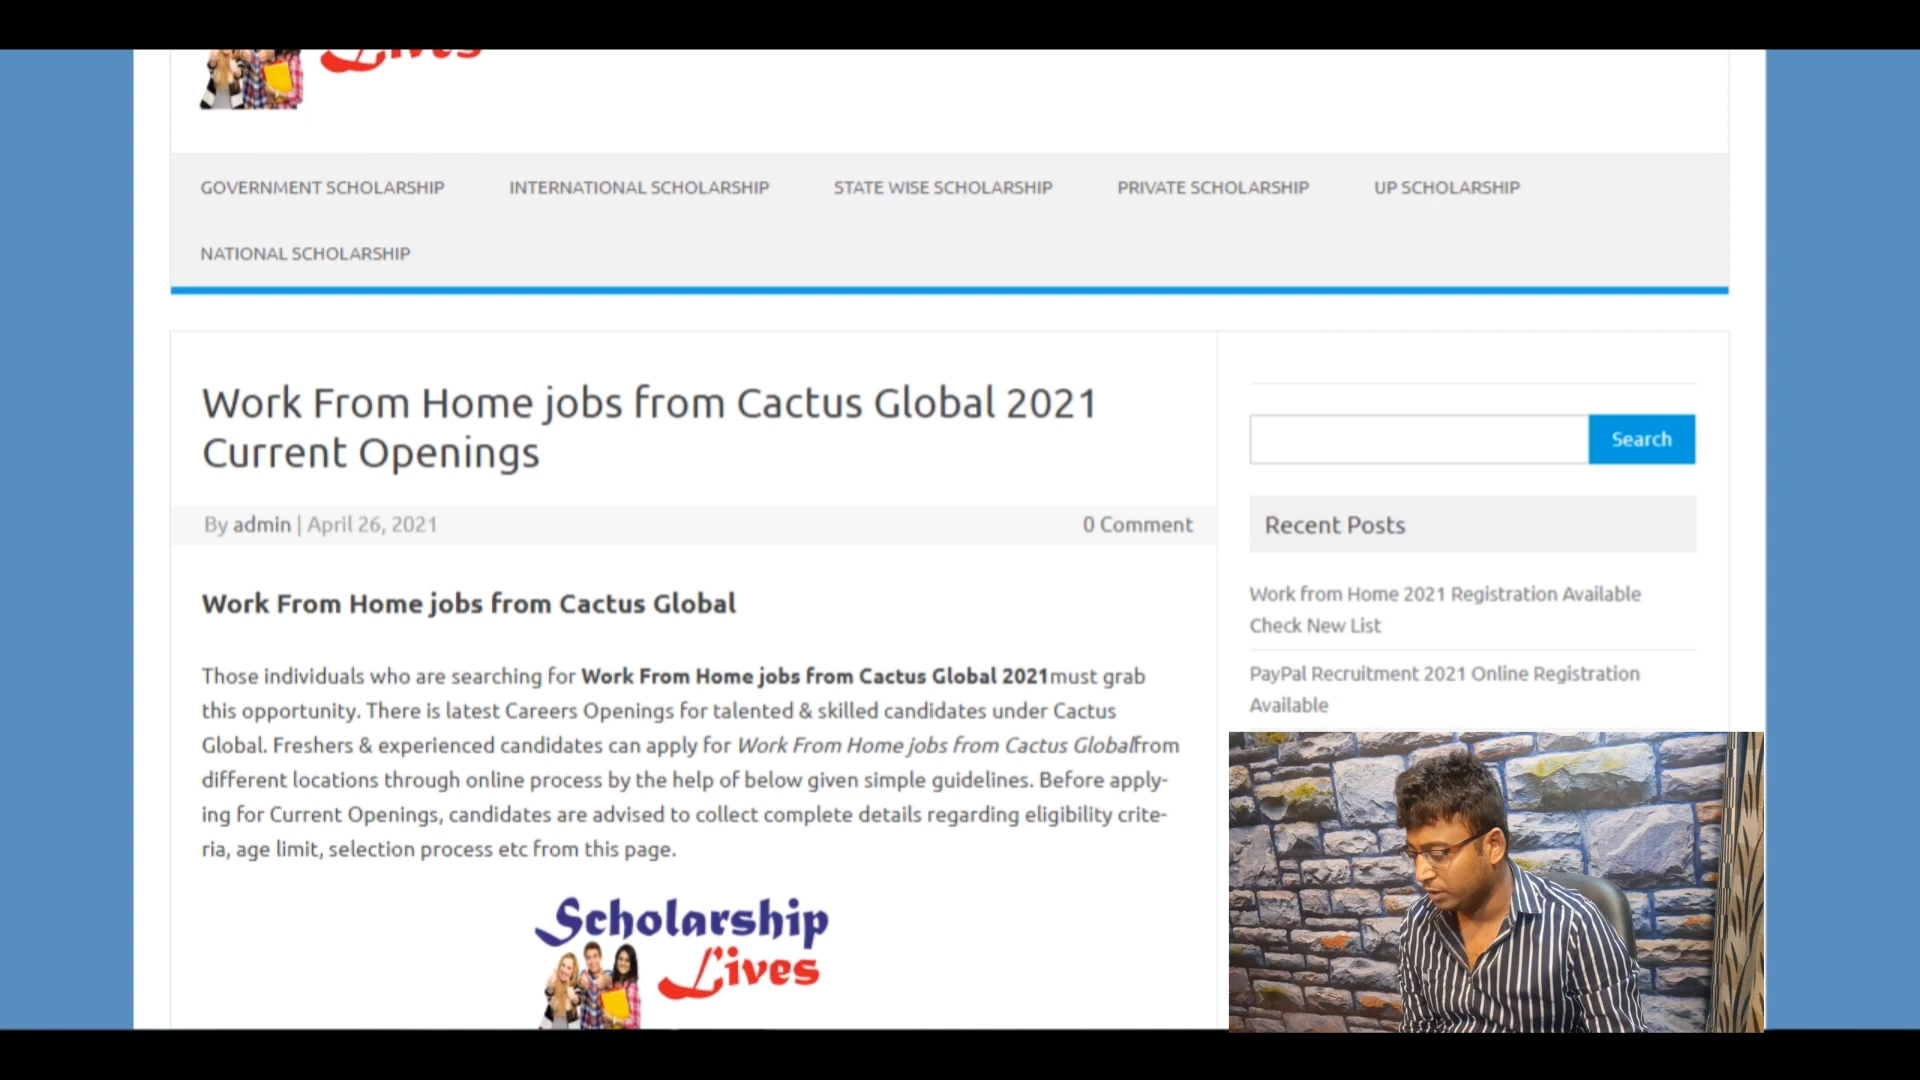 Lives
GOVERNMENT SCHOLARSHIP
INTERNATIONAL SCHOLARSHIP
STATE WISE SCHOLARSHIP
PRIVATE SCHOLARSHIP
UP SCHOLARSHIP
NATIONAL SCHOLARSHIP
Work From Home jobs from Cactus Global 2021
Current Openings
By admin | April 26, 2021
0 Comment
Work From Home jobs from Cactus Global
Those individuals who are searching for Work From Home jobs from Cactus Global 2021must grab
this opportunity. There is latest Careers Openings for talented & skilled candidates under Cactus
Global. Freshers & experienced candidates can apply for Work From Home jobs from Cactus Globalfrom
different locations through online process by the help of below given simple guidelines. Before apply-
ing for Current Openings, candidates are advised to collect complete details regarding eligibility crite-
ria, age limit, selection process etc from this page.
Scholarship
Lives
Search
Recent Posts
Work from Home 2021 Registration Available
Check New List
PayPal Recruitment 2021 Online Registration
Available